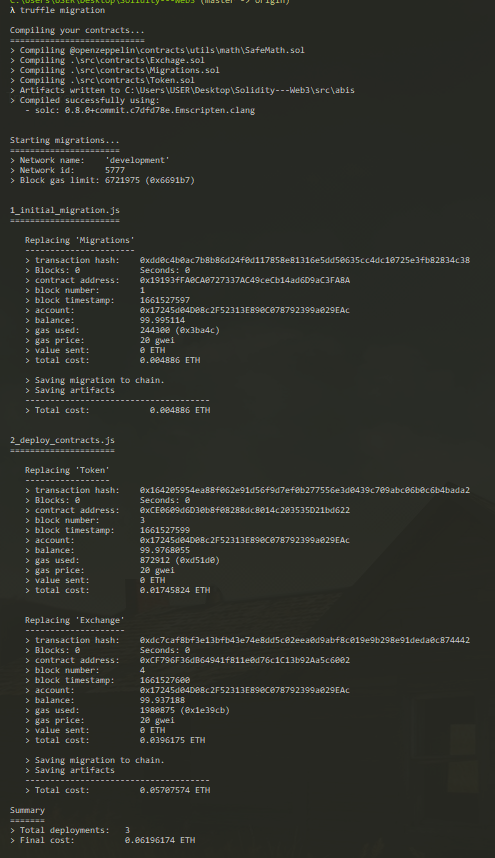 C:\Users\USER\Desktop\Solidity---Web3 (master -> origin)
λ truffle migration
Compiling your contracts...
===========================
> Compiling @openzeppelin\contracts\utils\math\SafeMath.sol
> Compiling .\src\contracts\Exchage.sol
> Compiling .\src\contracts\Migrations.sol
> Compiling .\src\contracts\Token.sol
> Artifacts written to C:\Users\USER\Desktop\Solidity---Web3\src\abis
> Compiled successfully using:
- solc: 0.8.0+commit.c7dfd78e.Emscripten.clang
Starting migrations...
======================
> Network name: 'development'
> Network id: 5777
> Block gas limit: 6721975 (0x6691b7)
1_initial_migration.js
======================
Replacing 'Migrations'
----------------------
> transaction hash: 0xdd0c4b0ac7b8b86d24f0d117858e81316e5dd50635cc4dc10725e3fb82834c38
> Blocks: 0 Seconds: 0
> contract address: 0x19193fFA0CA0727337AC49ceCb14ad6D9aC3FA8A
> block number: 1
> block timestamp: 1661527597
> account: 0x17245d04D08c2F52313E890C078792399a029EAc
> balance: 99.995114
> gas used: 244300 (0x3ba4c)
> gas price: 20 gwei
> value sent: 0 ETH
> total cost: 0.004886 ETH
> Saving migration to chain.
> Saving artifacts
-------------------------------------
> Total cost: 0.004886 ETH
2_deploy_contracts.js
=====================
Replacing 'Token'
-----------------
> transaction hash: 0x164205954ea88f062e91d56f9d7ef0b277556e3d0439c709abc06b0c6b4bada2
> Blocks: 0 Seconds: 0
> contract address: 0xCE0609d6D30b8f08288dc8014c203535D21bd622
> block number: 3
> block timestamp: 1661527599
> account: 0x17245d04D08c2F52313E890C078792399a029EAc
> balance: 99.9768055
> gas used: 872912 (0xd51d0)
> gas price: 20 gwei
> value sent: 0 ETH
> total cost: 0.01745824 ETH
Replacing 'Exchange'
--------------------
> transaction hash: 0xdc7caf8bf3e13bfb43e74e8dd5c02eea0d9abf8c019e9b298e91deda0c874442
> Blocks: 0 Seconds: 0
> contract address: 0xCF796F36dB64941f811e0d76c1C13b92Aa5c6002
> block number: 4
> block timestamp: 1661527600
> account: 0x17245d04D08c2F52313E890C078792399a029EAc
> balance: 99.937188
> gas used: 1980875 (0x1e39cb)
> gas price: 20 gwei
> value sent: 0 ETH
> total cost: 0.0396175 ETH
> Saving migration to chain.
> Saving artifacts
-------------------------------------
> Total cost: 0.05707574 ETH
Summary
=======
> Total deployments: 3
> Final cost: 0.06196174 ETH